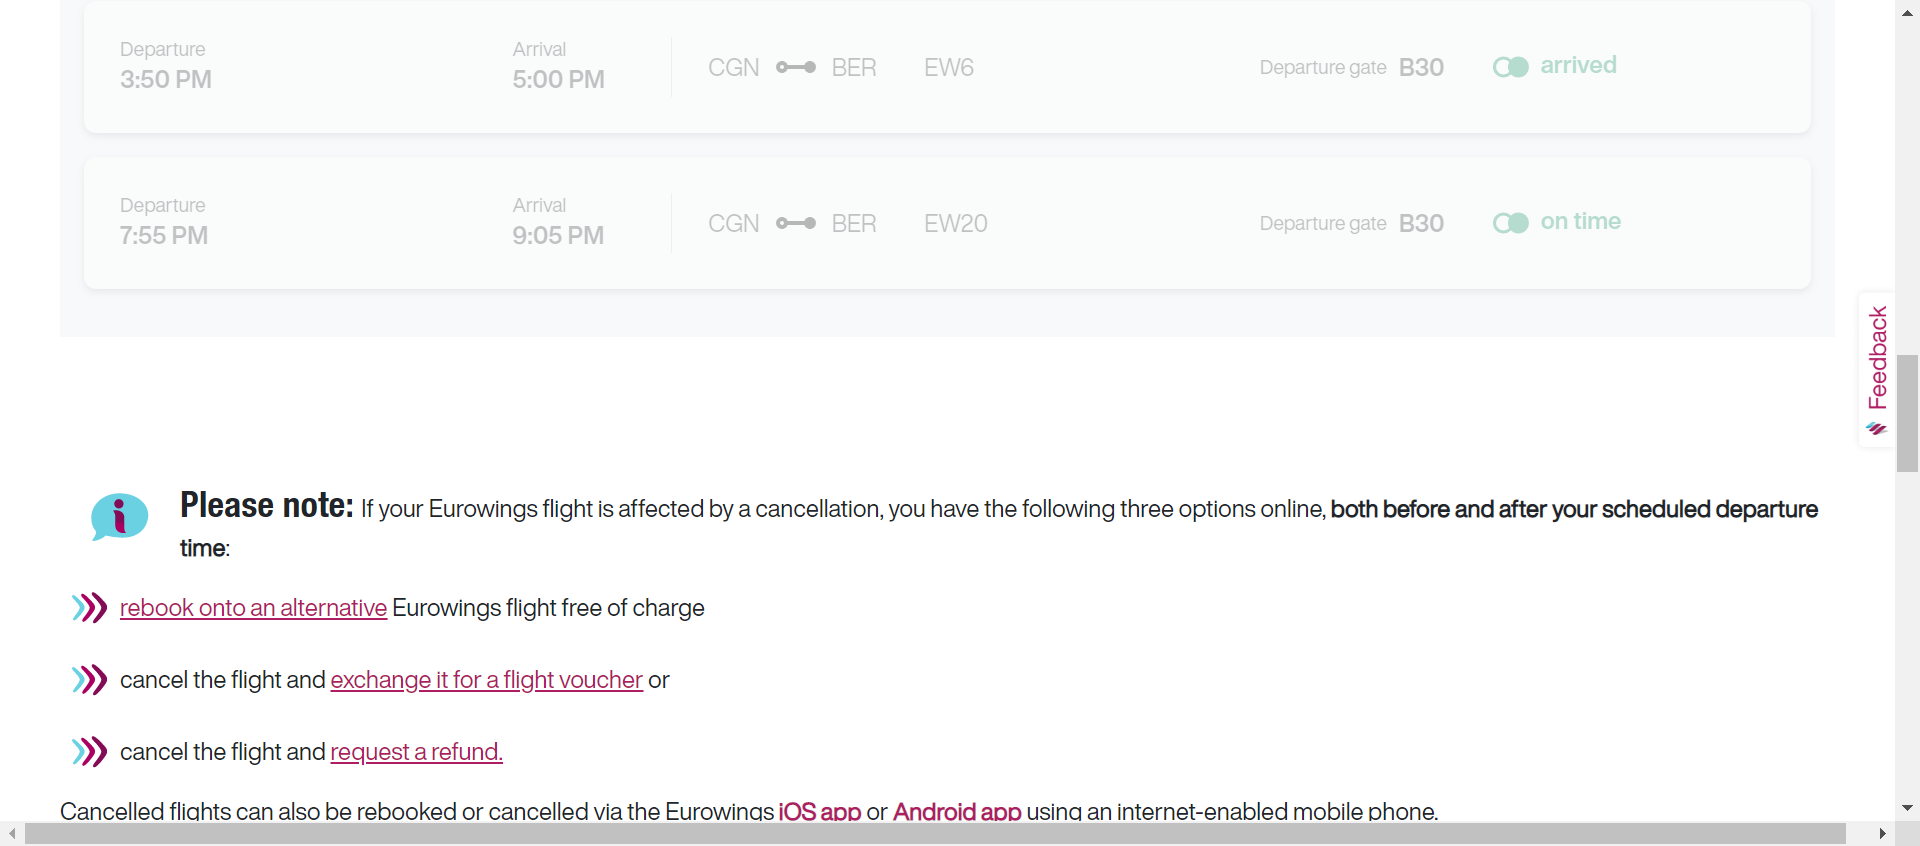 Departure
3:50 PM
Arrival
5:00 PM
CGN BER EW6
Departure gate B30
arrived
Departure
7:55 PM
Arrival
9:05 PM
CGN BER EW20
Departure gate B30
on time
Feedback
Please note: If your Eurowings flight is affected by a cancellation, you have the following three options online, both before and after your scheduled departure
time:
rebook onto an alternative Eurowings flight free of charge
cancel the flight and exchange it for a flight voucher or
cancel the flight and request a refund.
Cancelled flights can also be rebooked or cancelled via the Eurowings iOS app or Android app using an internet-enabled mobile phone.